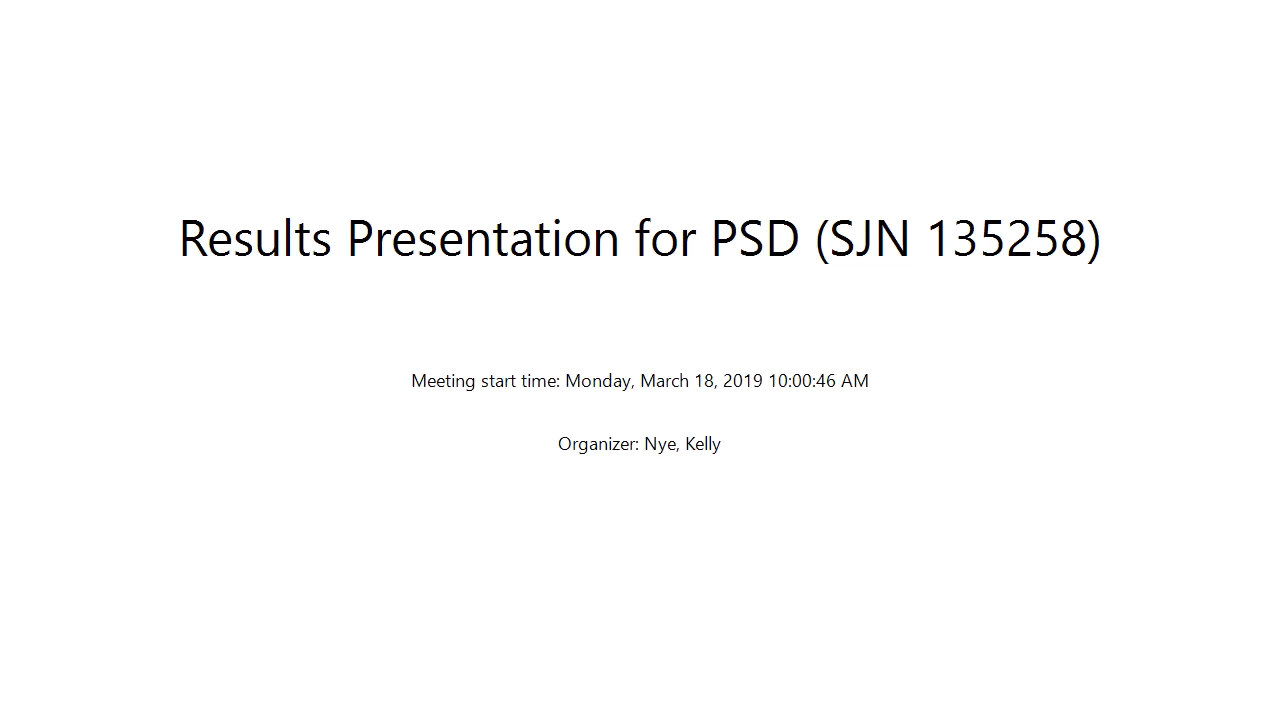 Results Presentation for PSD (SJN 135258)
Meeting start time: Monday, March 18, 2019 10:00:46 AM
Organizer: Nye, Kelly